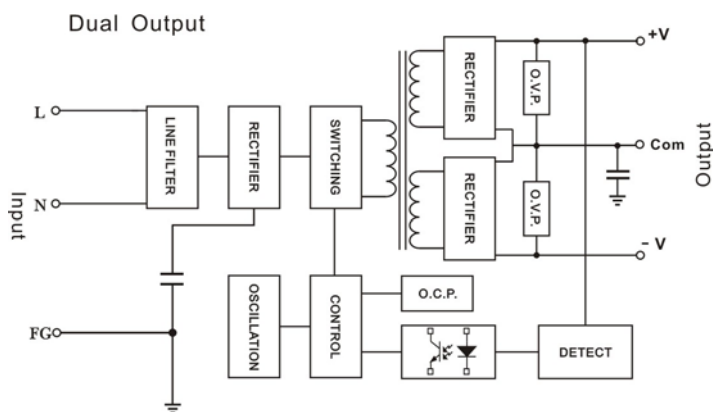 Dual Output
L
N
FG
Input
LINE FILTER
RECTIFIER
SWITCHING
RECTIFIER
RECTIFIER
O.V.P.
O.V.P.
+V
Com
- V
Output
OSCILLATION
CONTROL
O.C.P.
DETECT